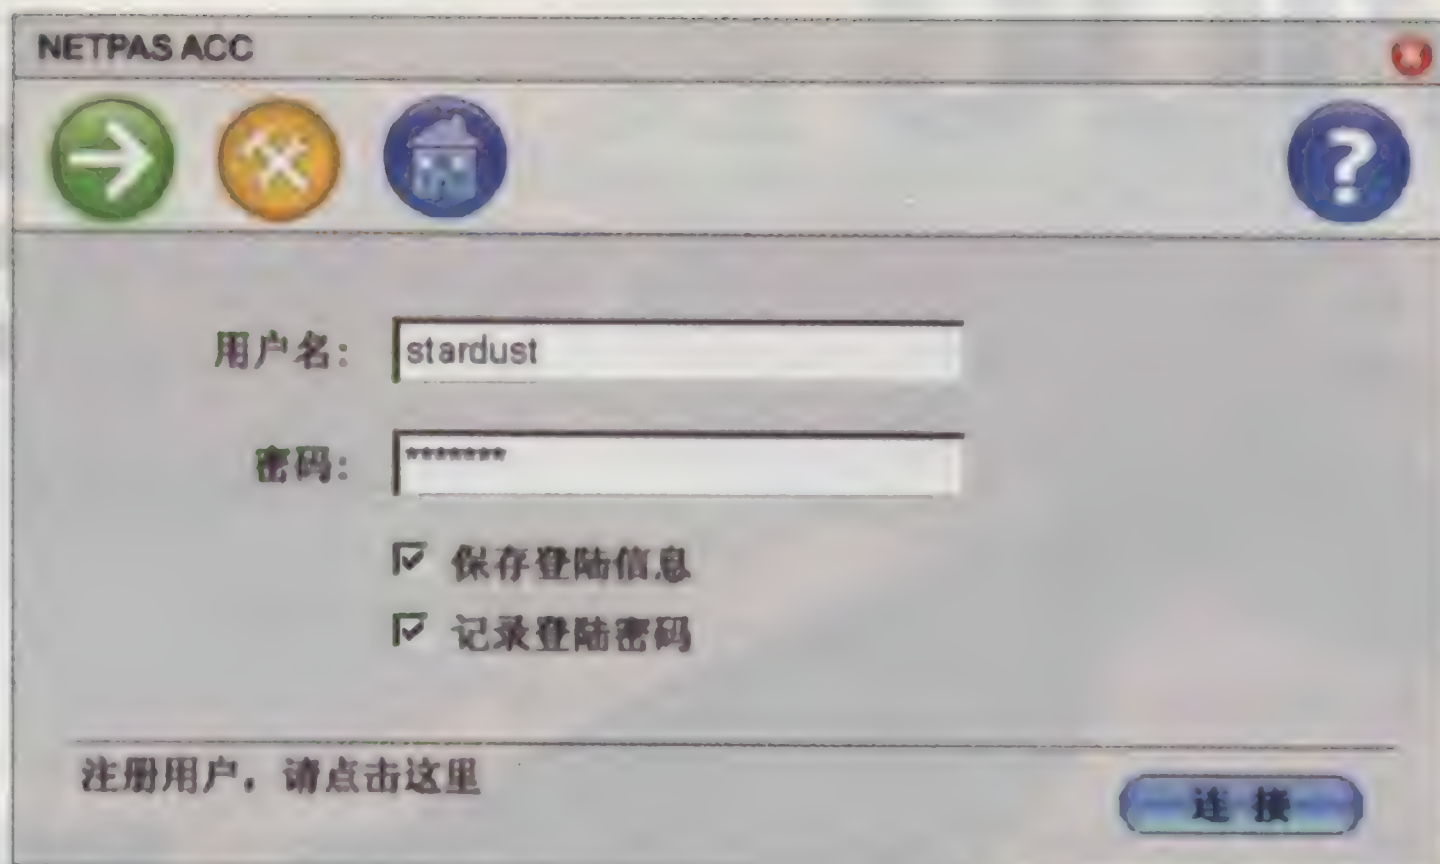 NETPAS ACC
?
用户名:
stardust
密码:
*******
保存登陆信息
记录登陆密码
注册用户，请点击这里
连接